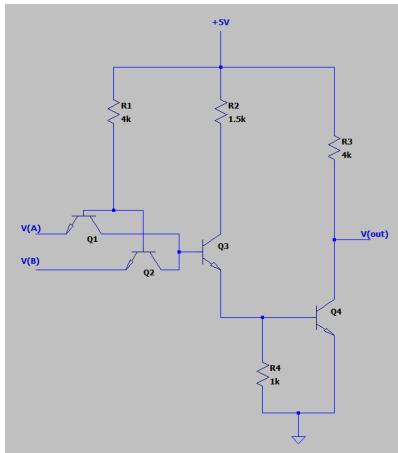 +5V
R1
4k
R2
1.5k
R3
4k
V(A)
Q1
V(B)
Q2
Q3
V(out)
Q4
R4
1k